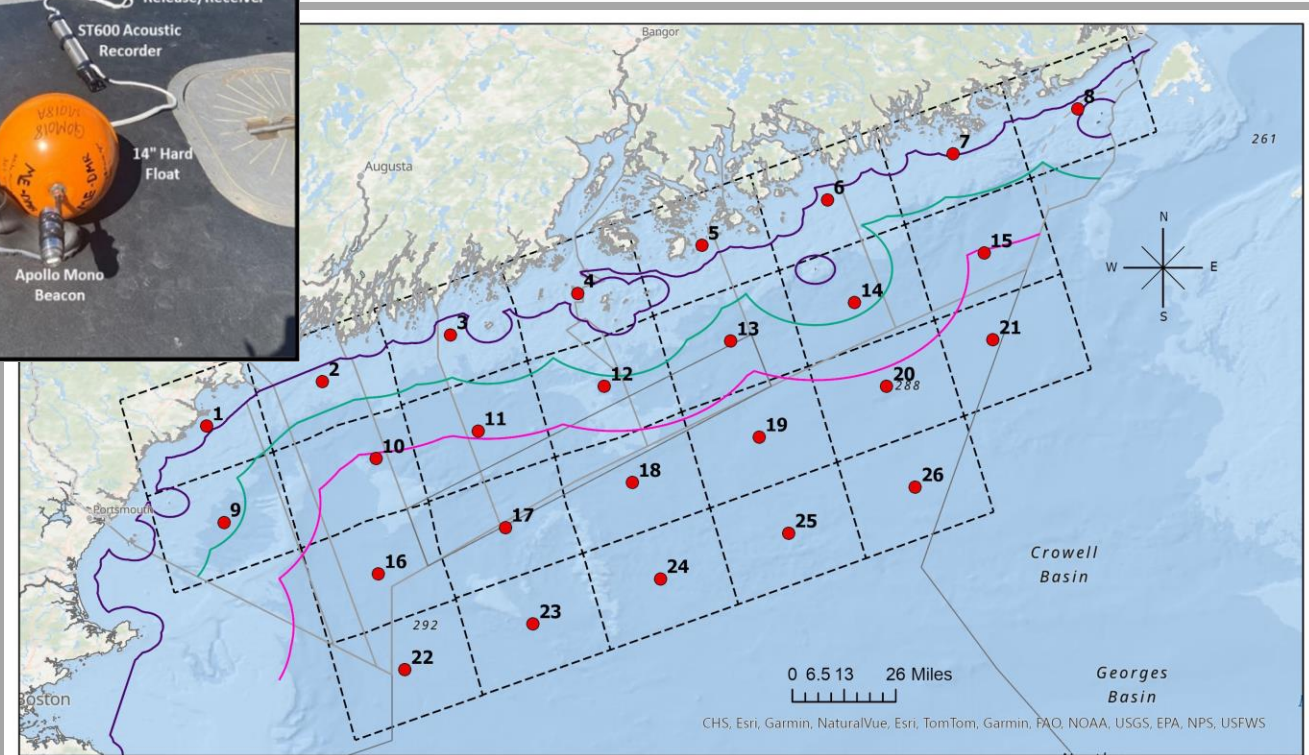 Release/Receiver
ST600 Acoustic
Recorder
14" Hard
Float
Apollo Mono
Beacon
Bangor
Augusta
Portsmouth
Boston
1
2
3
4
5
6
7
8
9
10
11
12
13
14
15
16
17
18
19
20
21
22
23
24
25
26
261
288
292
N
W
E
S
Crowell
Basin
Georges
Basin
0 6.5 13 26 Miles
CHS, Esri, Garmin, NaturalVue, Esri, TomTom, Garmin, FAO, NOAA, USGS, EPA, NPS, USFWS